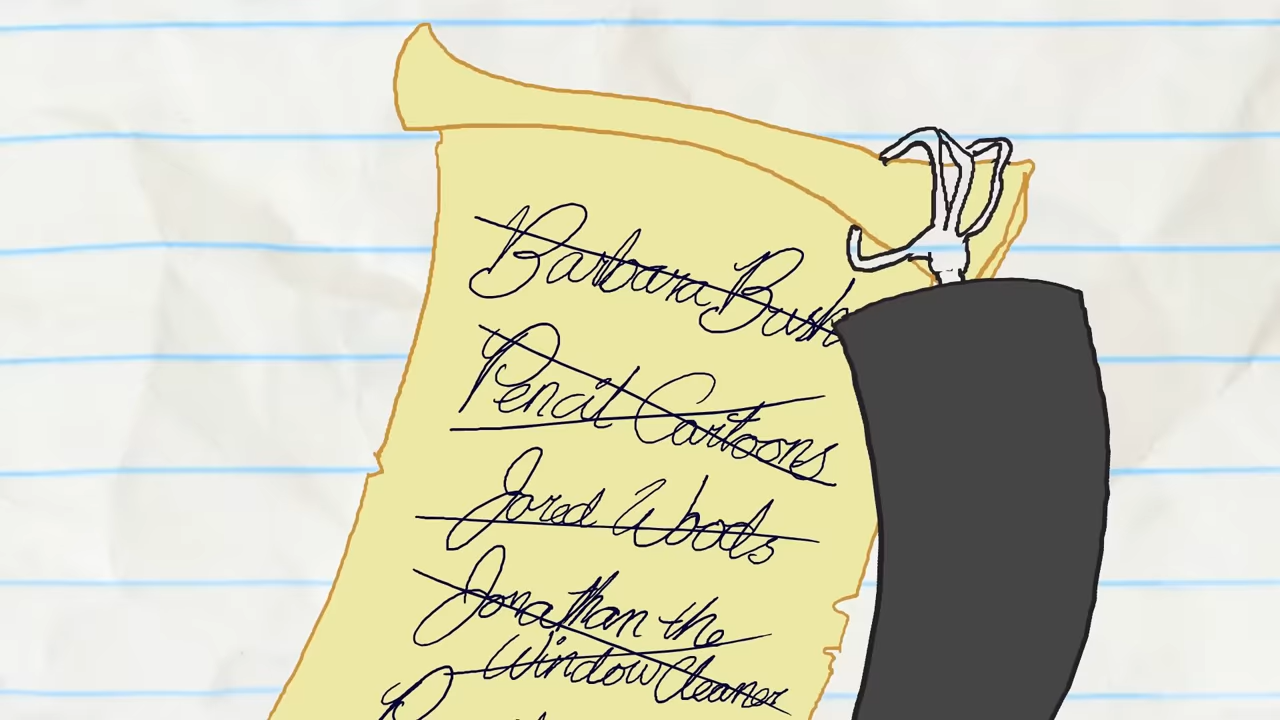 Barbara Bush
Pencil Cartoons
Jared Woods
Jonathan the
Window Cleaner